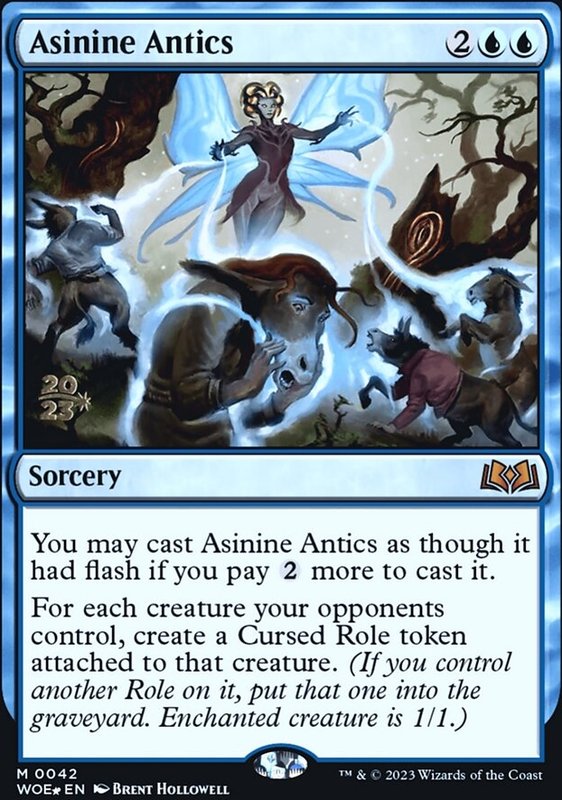 Asinine Antics 2
20
23
Sorcery
You may cast Asinine Antics as though it
had flash if you pay 2 more to cast it.
For each creature your opponents
control, create a Cursed Role token
attached to that creature. (If you control
another Role on it, put that one into the
graveyard. Enchanted creature is 1/1.)
M 0042
WOE★EN Brent Hollowell
™ & © 2023 Wizards of the Coast